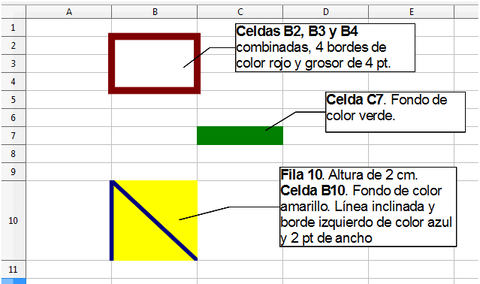 A B C D E
1
2
3
4
5
6
7
8
9
10
11
Celdas B2, B3 y B4
combinadas, 4 bordes de
color rojo y grosor de 4 pt.
Celda C7. Fondo de
color verde.
Fila 10. Altura de 2 cm.
Celda B10. Fondo de color
amarillo. Línea inclinada y
borde izquierdo de color azul
y 2 pt de ancho